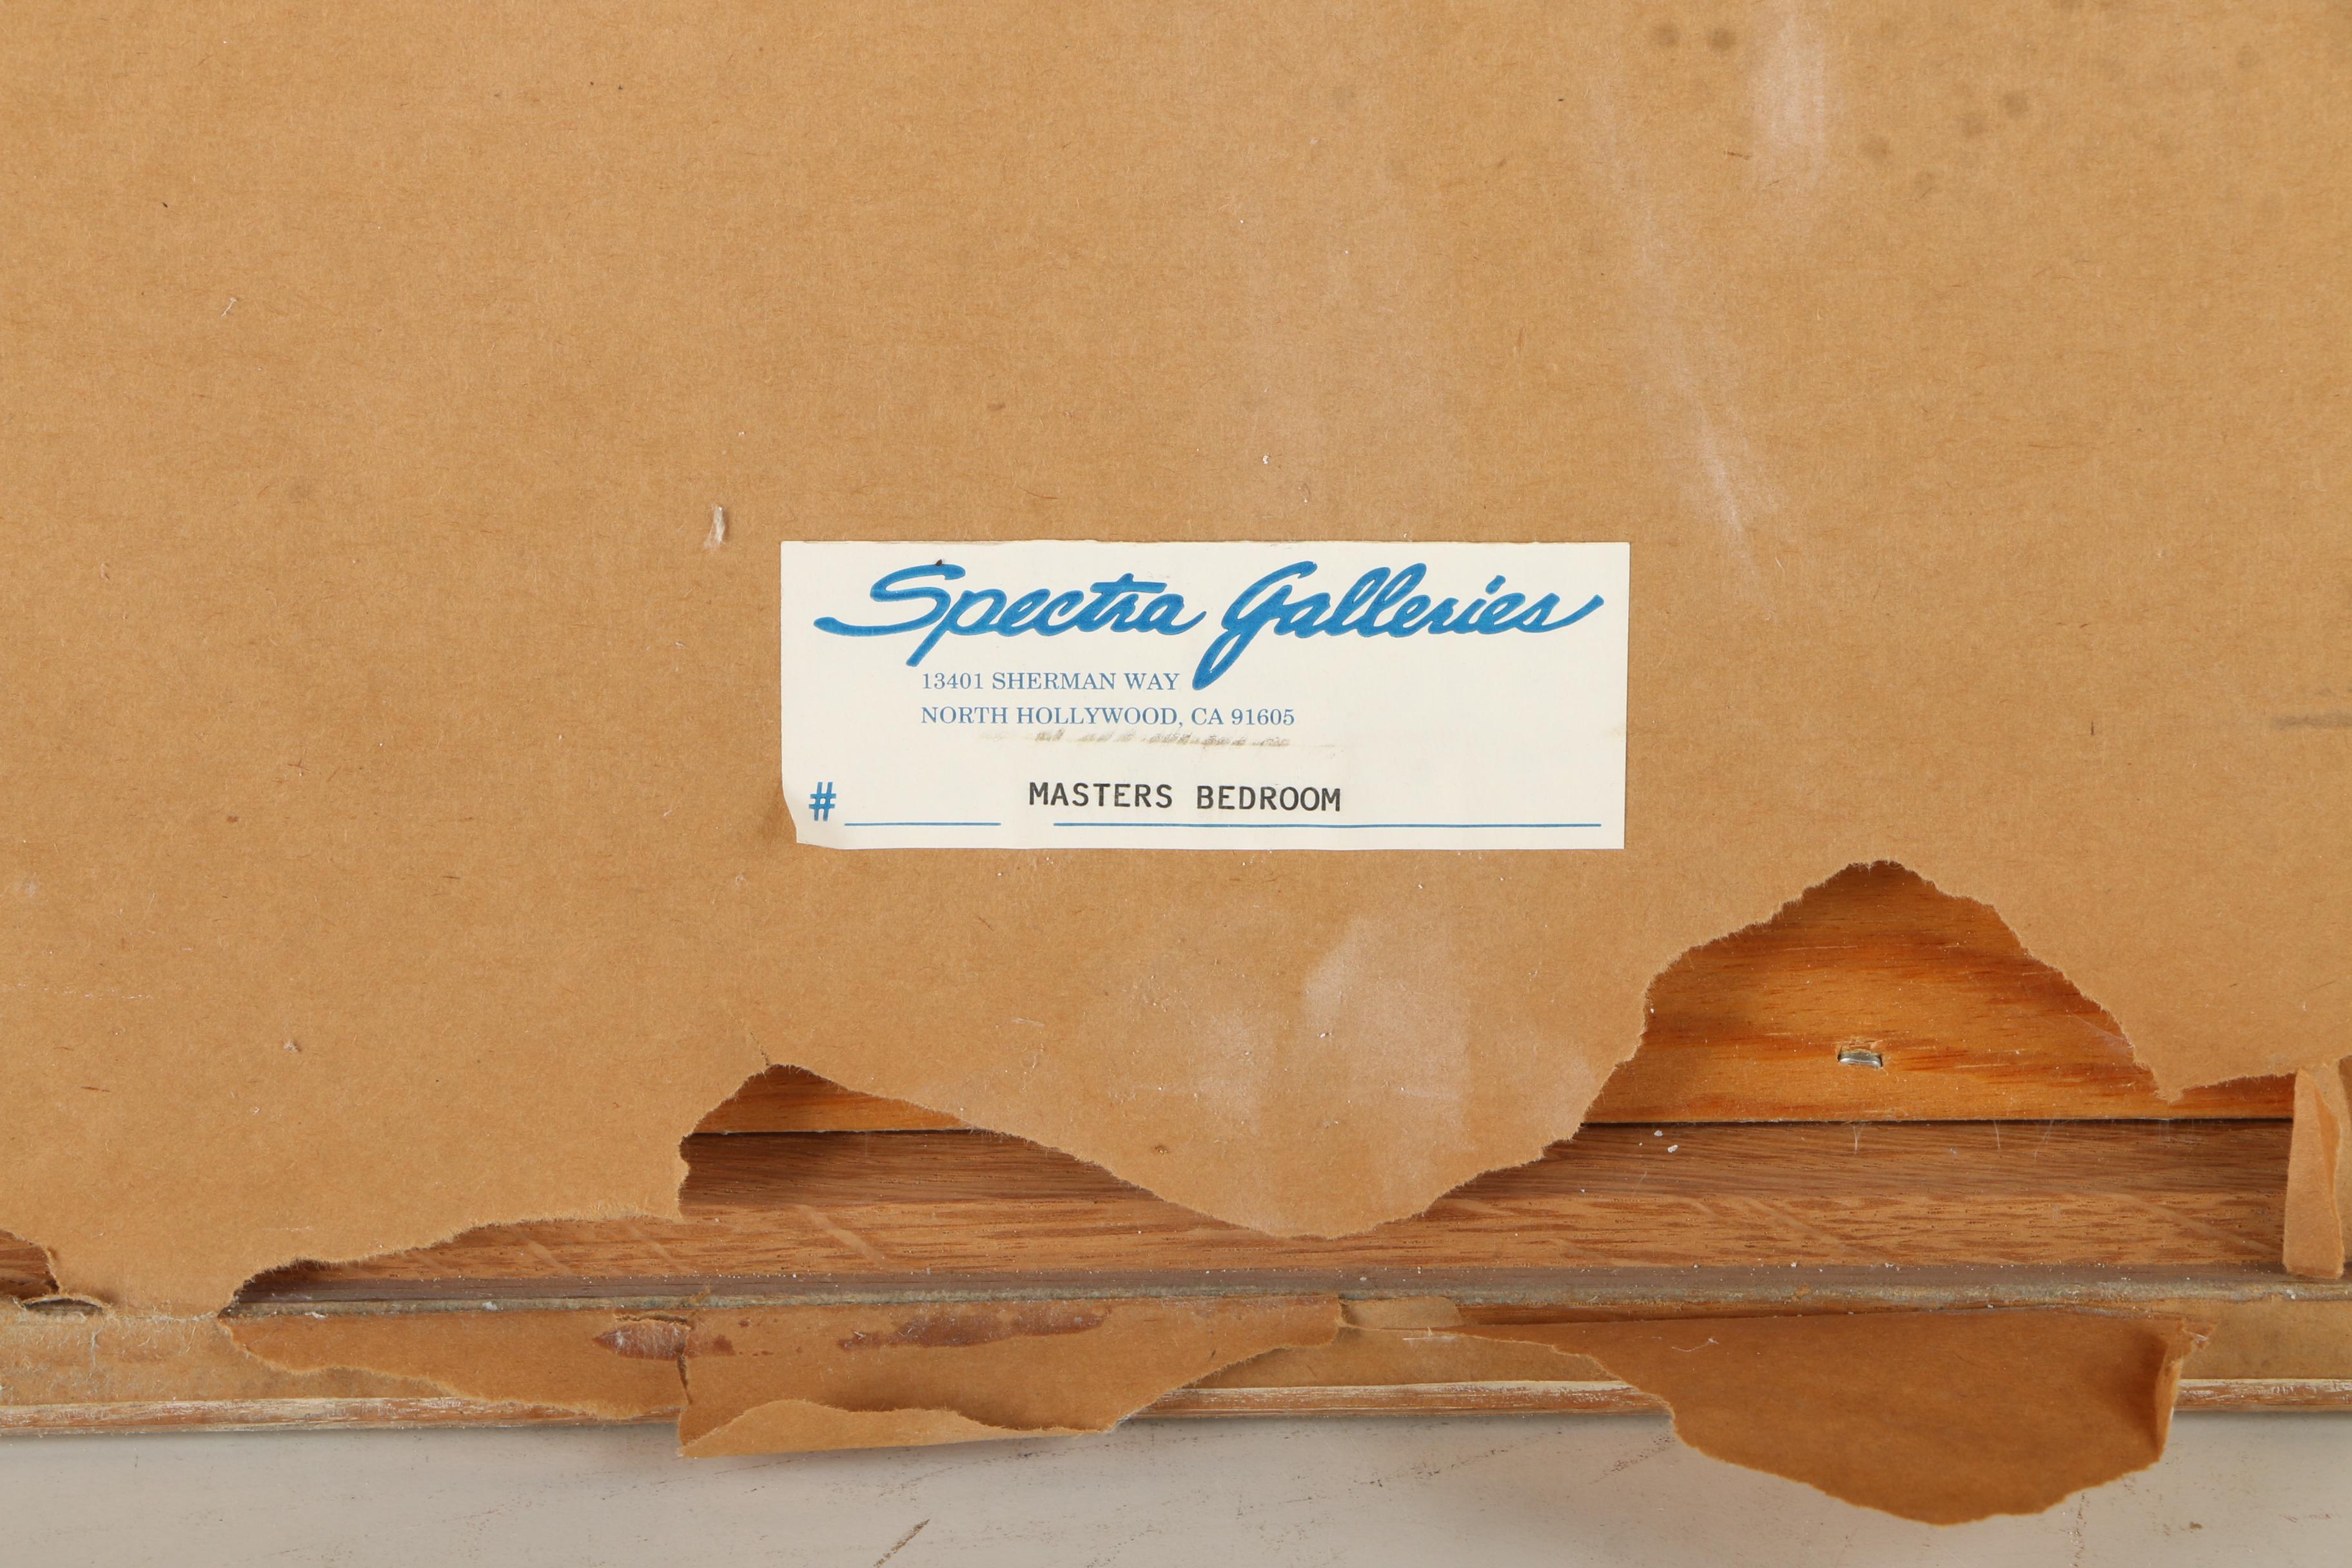 Spectra Galleries
13401 SHERMAN WAY
NORTH HOLLYWOOD, CA 91605
# MASTERS BEDROOM